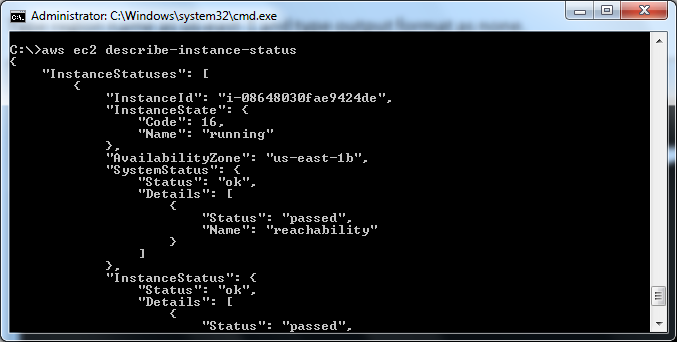 Administrator: C:\Windows\system32\cmd.exe
C:\>aws ec2 describe-instance-status
{
    "InstanceStatuses": [
        {
            "InstanceId": "i-08648030fae9424de",
            "InstanceState": {
                "Code": 16,
                "Name": "running"
            },
            "AvailabilityZone": "us-east-1b",
            "SystemStatus": {
                "Status": "ok",
                "Details": [
                    {
                        "Status": "passed",
                        "Name": "reachability"
                    }
                ]
            },
            "InstanceStatus": {
                "Status": "ok",
                "Details": [
                    {
                        "Status": "passed",